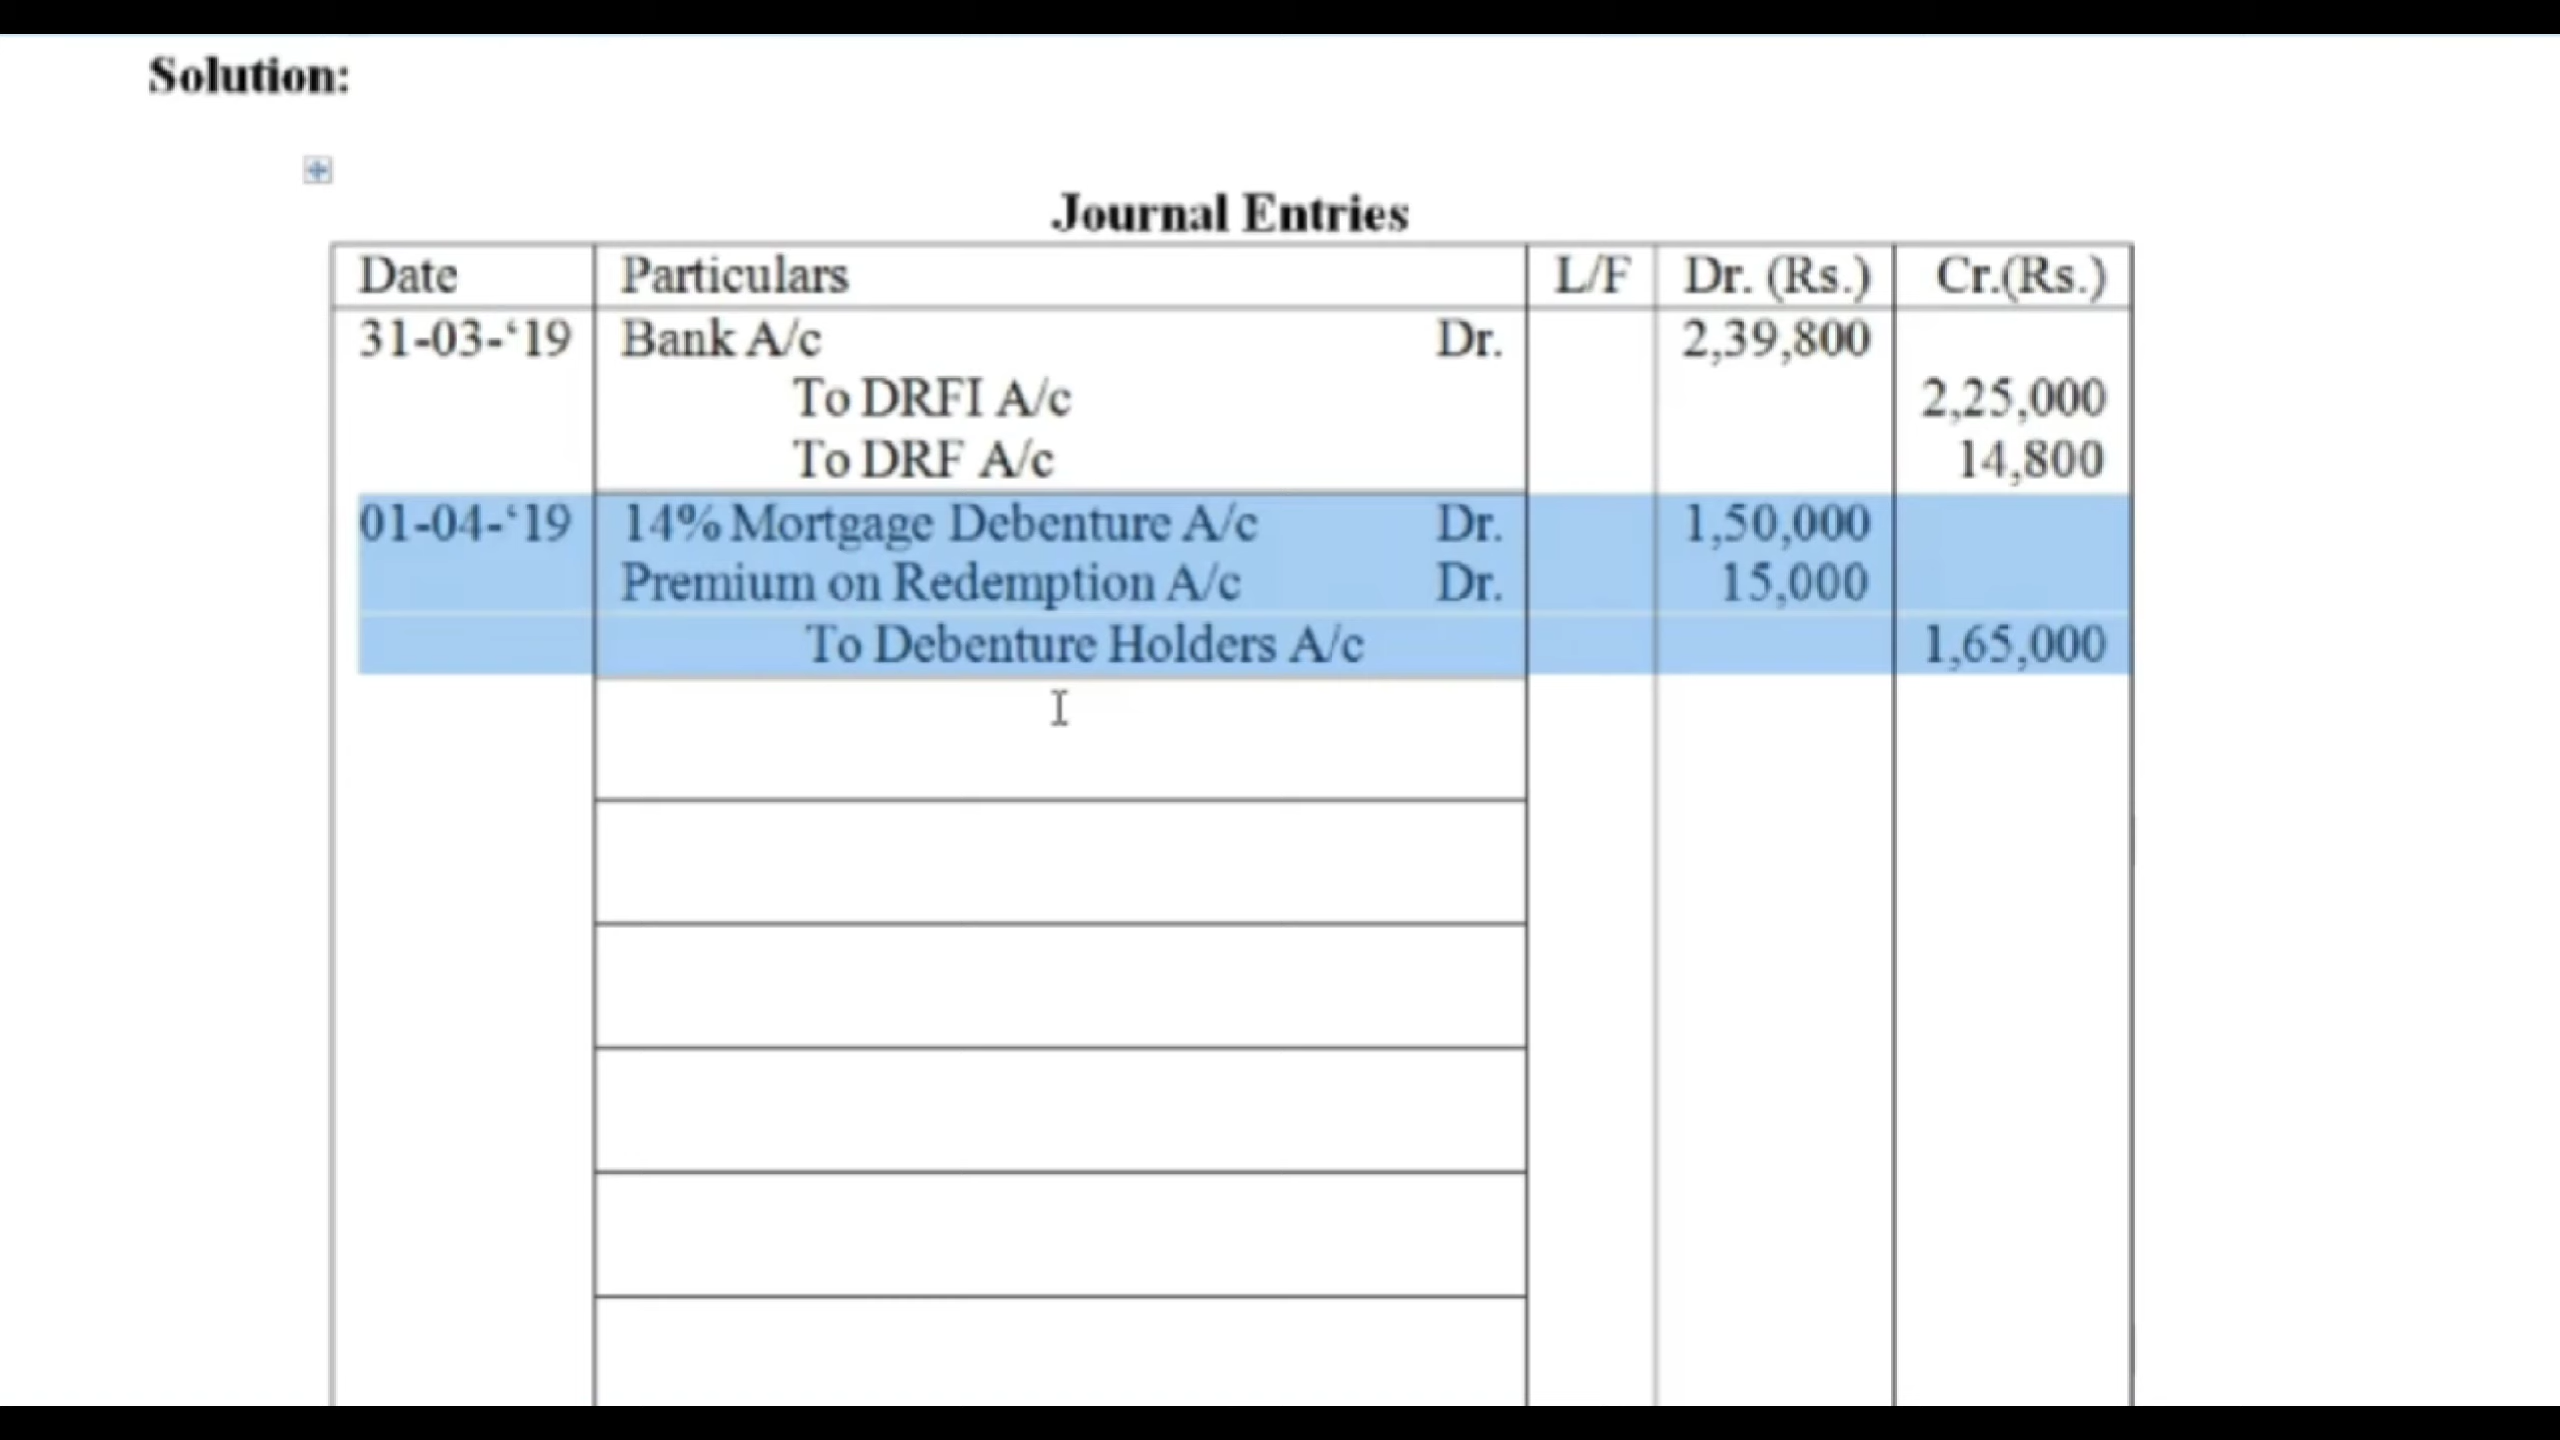 Solution:
Journal Entries
Date Particulars L/F Dr. (Rs.) Cr.(Rs.)
31-03-‘19 Bank A/c Dr. 2,39,800
To DRFI A/c 2,25,000
To DRF A/c 14,800
01-04-‘19 14% Mortgage Debenture A/c Dr. 1,50,000
Premium on Redemption A/c Dr. 15,000
To Debenture Holders A/c 1,65,000